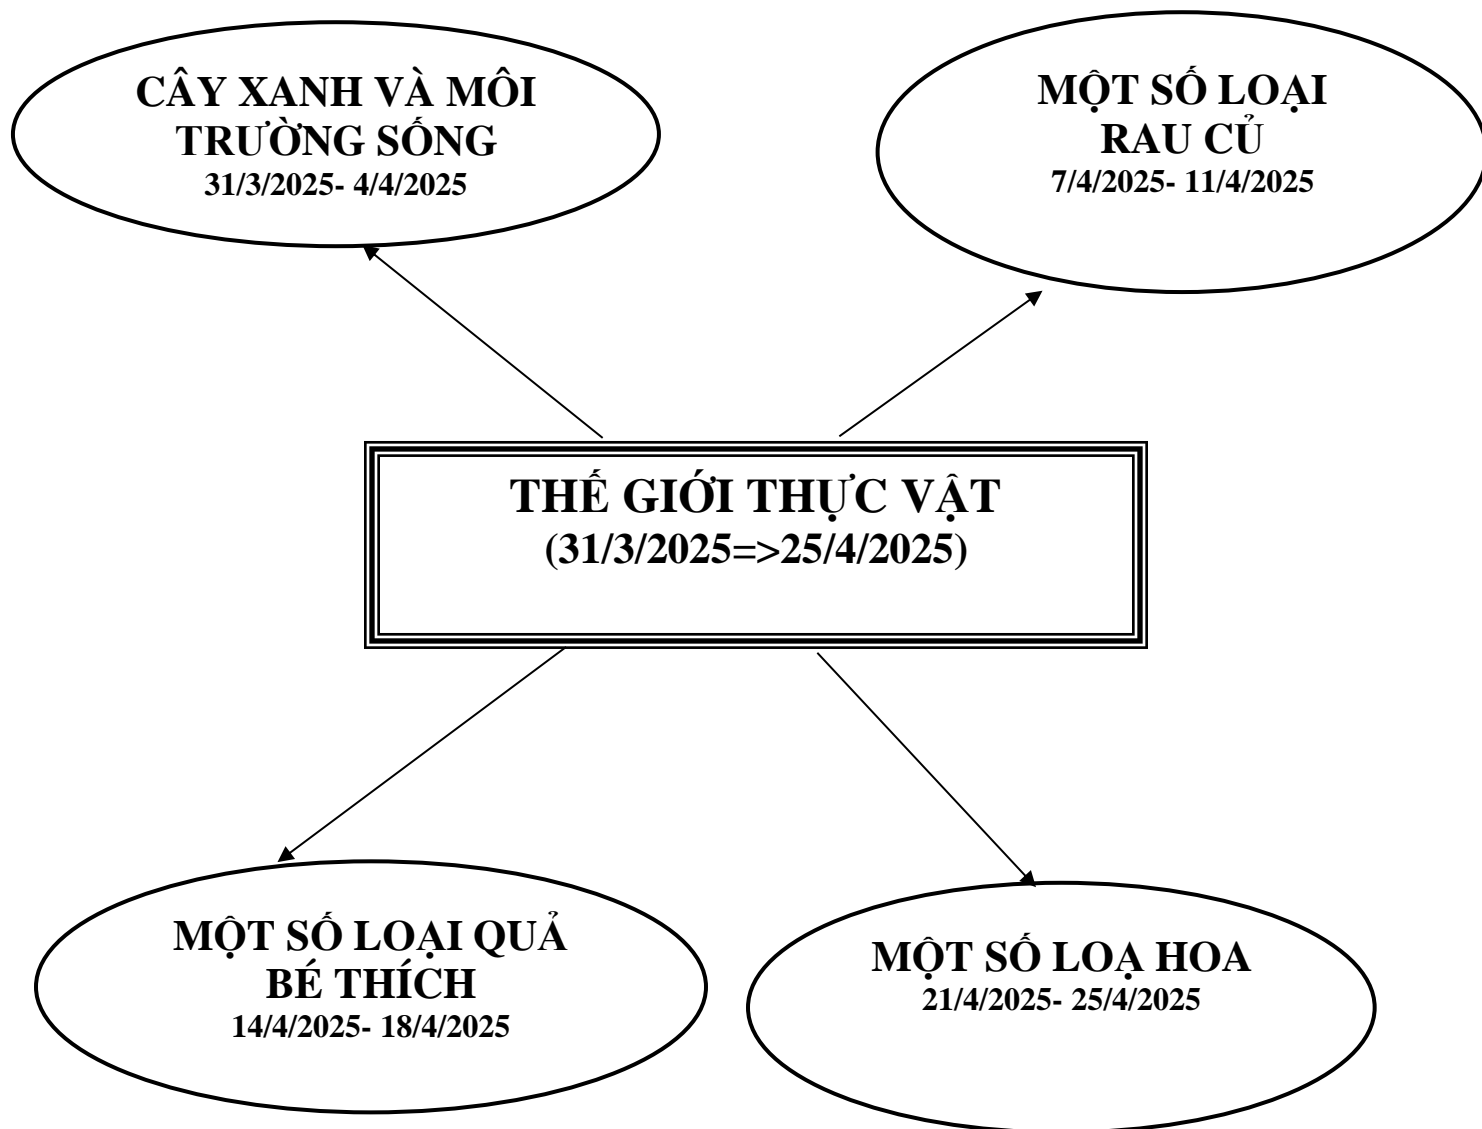 CÂY XANH VÀ MÔI
TRƯỜNG SỐNG
31/3/2025- 4/4/2025
MỘT SỐ LOẠI
RAU CỦ
7/4/2025- 11/4/2025
THẾ GIỚI THỰC VẬT
(31/3/2025=>25/4/2025)
MỘT SỐ LOẠI QUẢ
BÉ THÍCH
14/4/2025- 18/4/2025
MỘT SỐ LOẠ HOA
21/4/2025- 25/4/2025